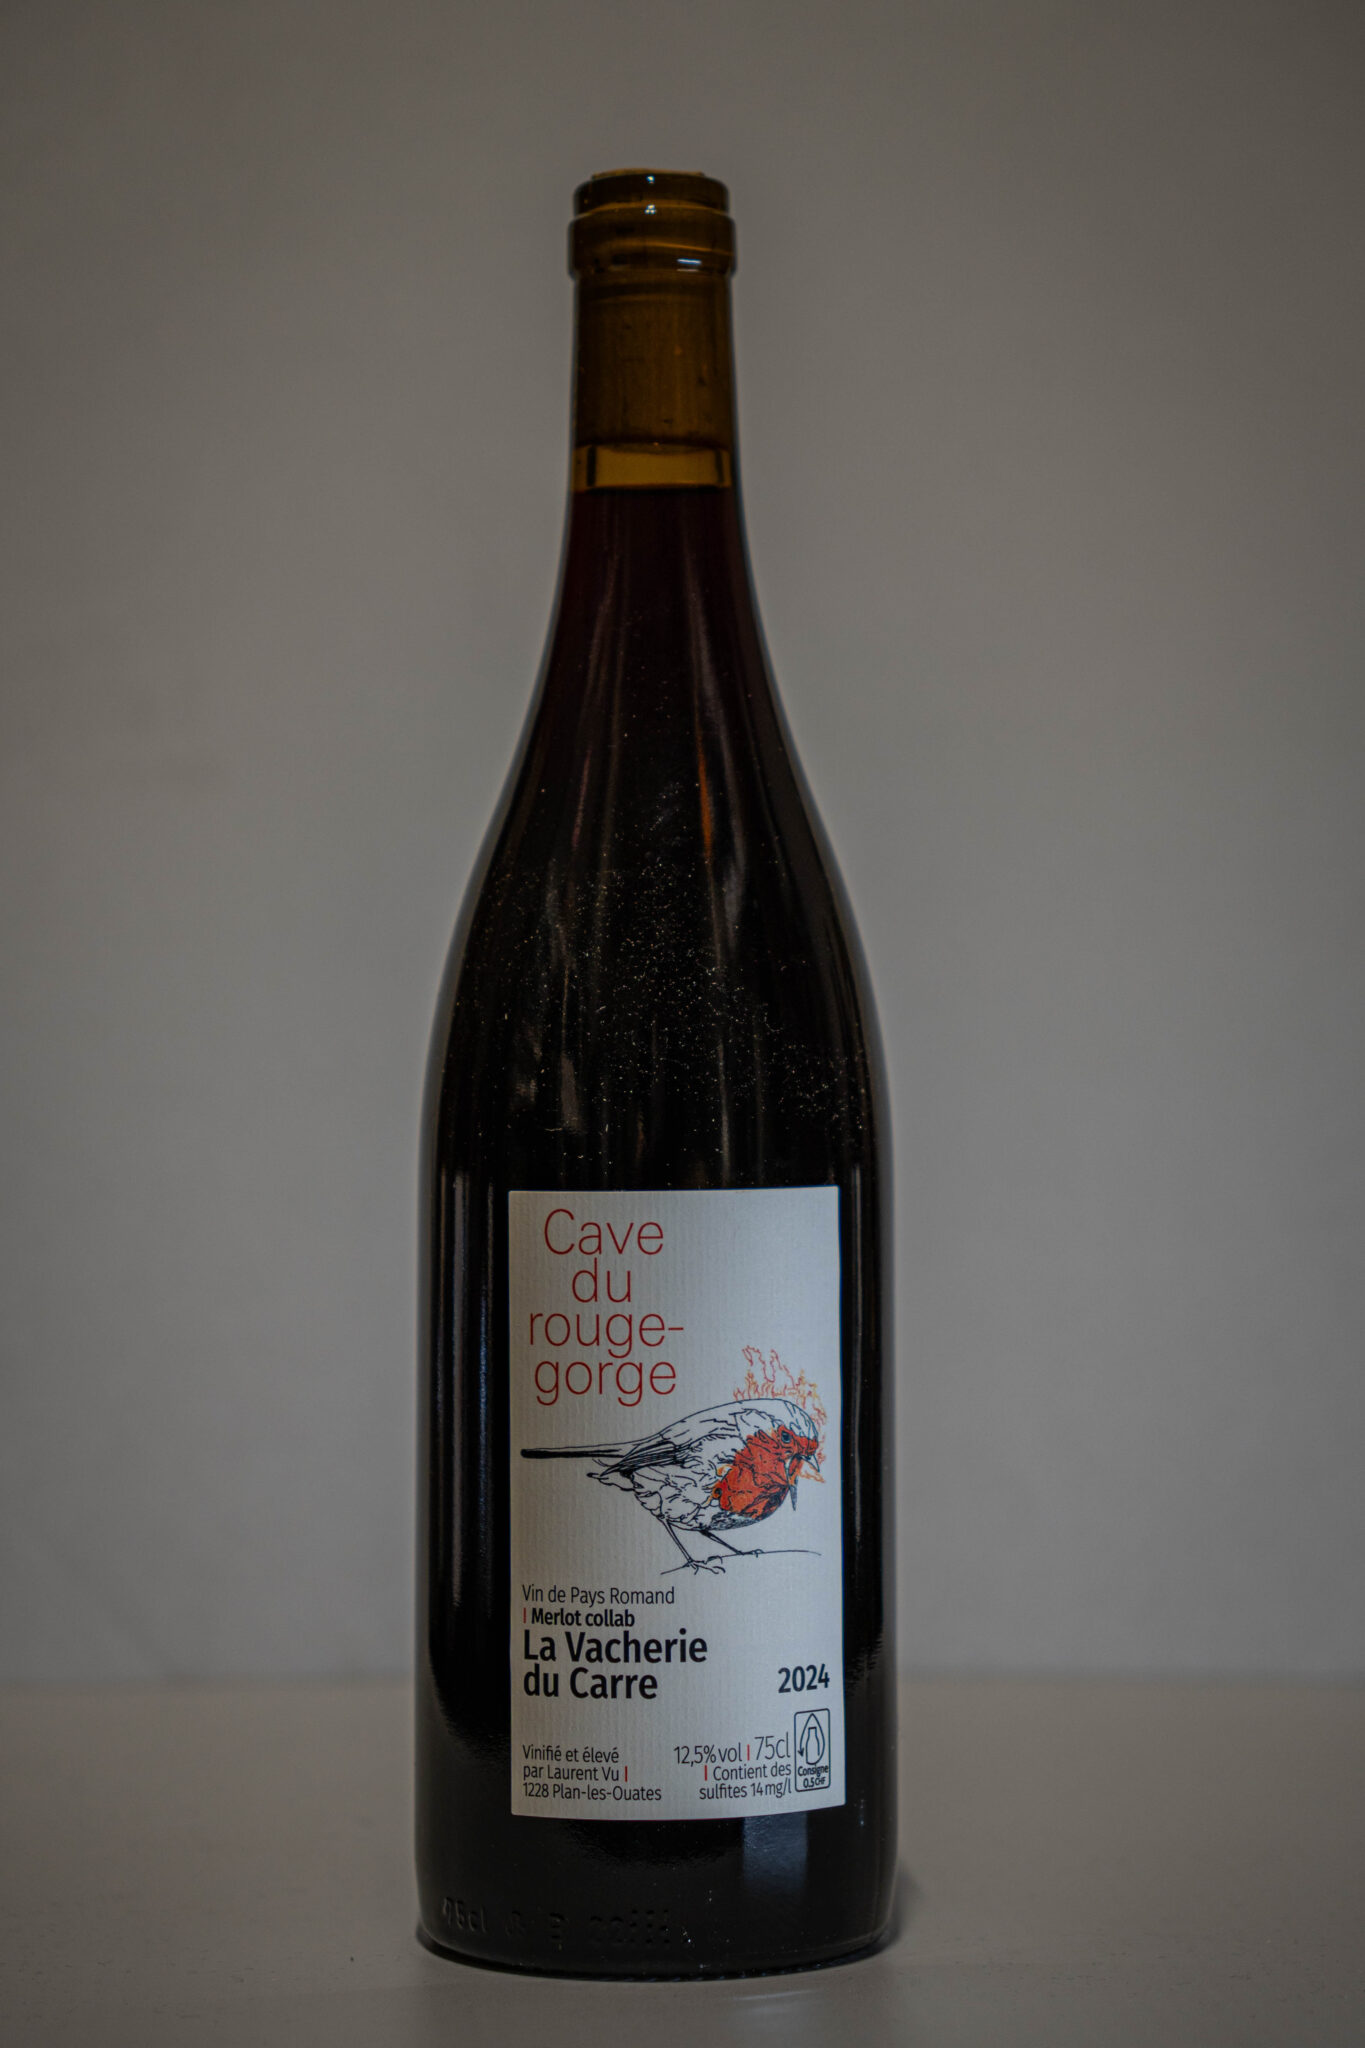 Cave
du
rouge-
gorge
Vin de Pays Romand
| Merlot collab
La Vacherie
du Carre
2024
Vinifié et élevé
par Laurent Vu |
1228 Plan-les-Ouates
12,5% vol | 75cl
| Contient des
sulfites 14 mg/l
Consigne
0.5 CHF
75cl